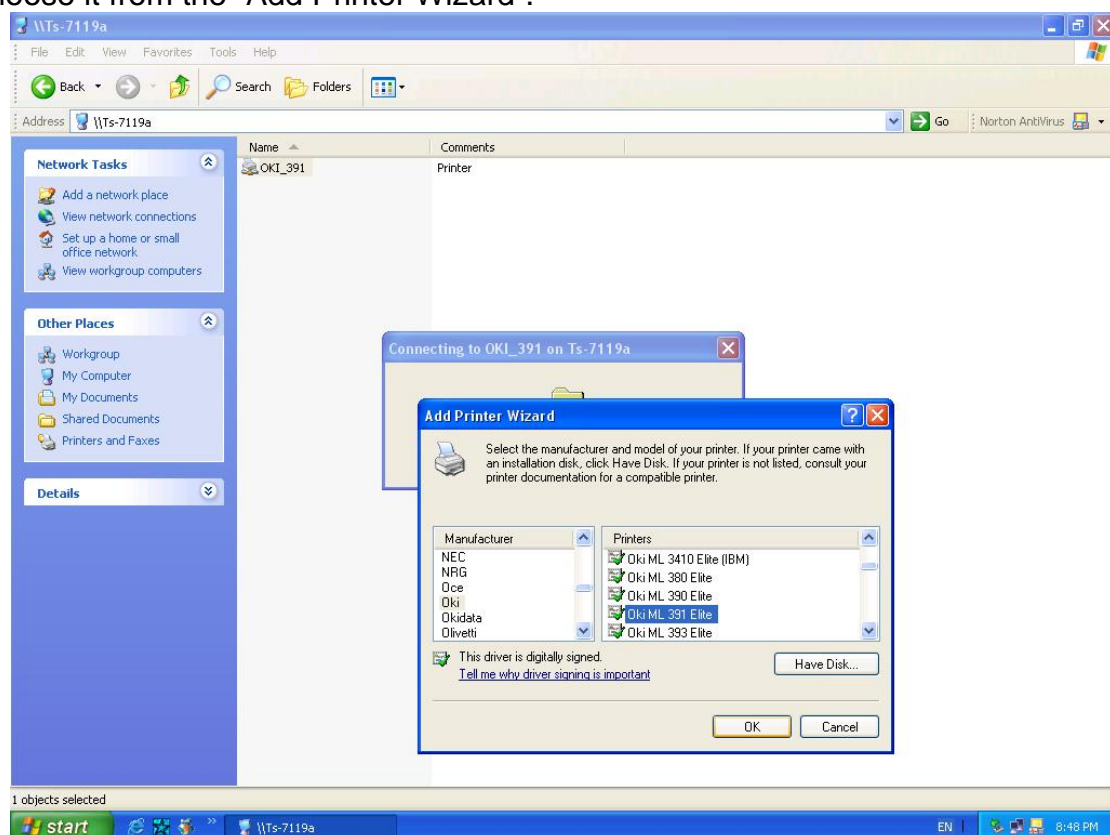 choose it from the "Add Printer Wizard".
\\Ts-7119a
File Edit View Favorites Tools Help
Back Search Folders
Address \\Ts-7119a Go Norton AntiVirus
Name Comments
Network Tasks
Add a network place
View network connections
Set up a home or small
office network
View workgroup computers
Other Places
Workgroup
My Computer
My Documents
Shared Documents
Printers and Faxes
Details
OKI_391 Printer
Connecting to OKI_391 on Ts-7119a
Add Printer Wizard
Select the manufacturer and model of your printer. If your printer came with
an installation disk, click Have Disk. If your printer is not listed, consult your
printer documentation for a compatible printer.
Manufacturer
NEC
NRG
Oce
Oki
Okidata
Olivetti
Printers
Oki ML 3410 Elite (IBM)
Oki ML 380 Elite
Oki ML 390 Elite
Oki ML 391 Elite
Oki ML 393 Elite
This driver is digitally signed.
Tell me why driver signing is important
Have Disk...
OK Cancel
1 objects selected
start \\Ts-7119a EN 8:48 PM